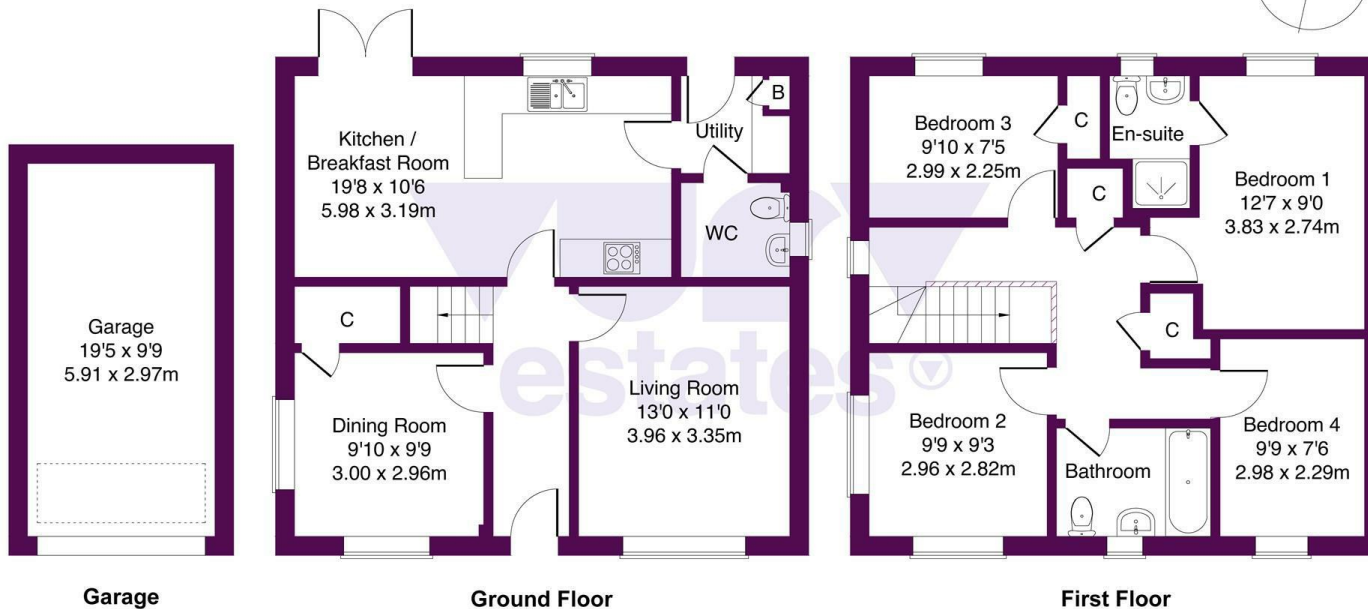 Garage
19'5 x 9'9
5.91 x 2.97m
Garage
Kitchen /
Breakfast Room
19'8 x 10'6
5.98 x 3.19m
Utility
B
WC
C
Dining Room
9'10 x 9'9
3.00 x 2.96m
Living Room
13'0 x 11'0
3.96 x 3.35m
estates
Ground Floor
Bedroom 3
9'10 x 7'5
2.99 x 2.25m
C
En-suite
C
Bedroom 1
12'7 x 9'0
3.83 x 2.74m
C
Bedroom 2
9'9 x 9'3
2.96 x 2.82m
Bathroom
Bedroom 4
9'9 x 7'6
2.98 x 2.29m
First Floor